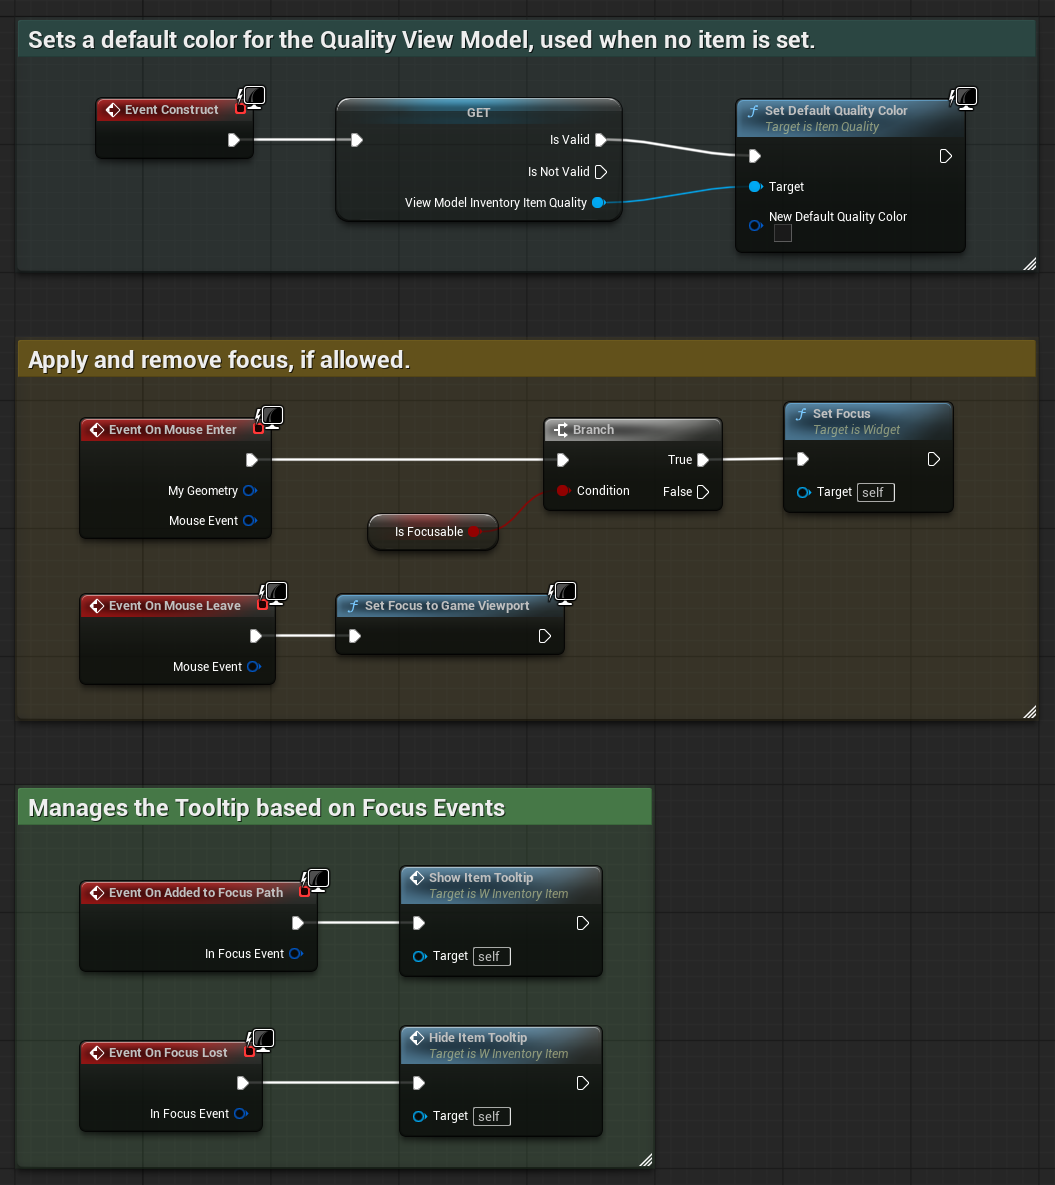 Sets a default color for the Quality View Model, used when no item is set.
Event Construct
GET
Is Valid
Is Not Valid
View Model Inventory Item Quality
Set Default Quality Color
Target is Item Quality
Target
New Default Quality Color
Apply and remove focus, if allowed.
Event On Mouse Enter
My Geometry
Mouse Event
Is Focusable
Branch
True
Condition
False
Set Focus
Target is Widget
Target self
Event On Mouse Leave
Mouse Event
Set Focus to Game Viewport
Manages the Tooltip based on Focus Events
Event On Added to Focus Path
In Focus Event
Show Item Tooltip
Target is W Inventory Item
Target self
Event On Focus Lost
In Focus Event
Hide Item Tooltip
Target is W Inventory Item
Target self